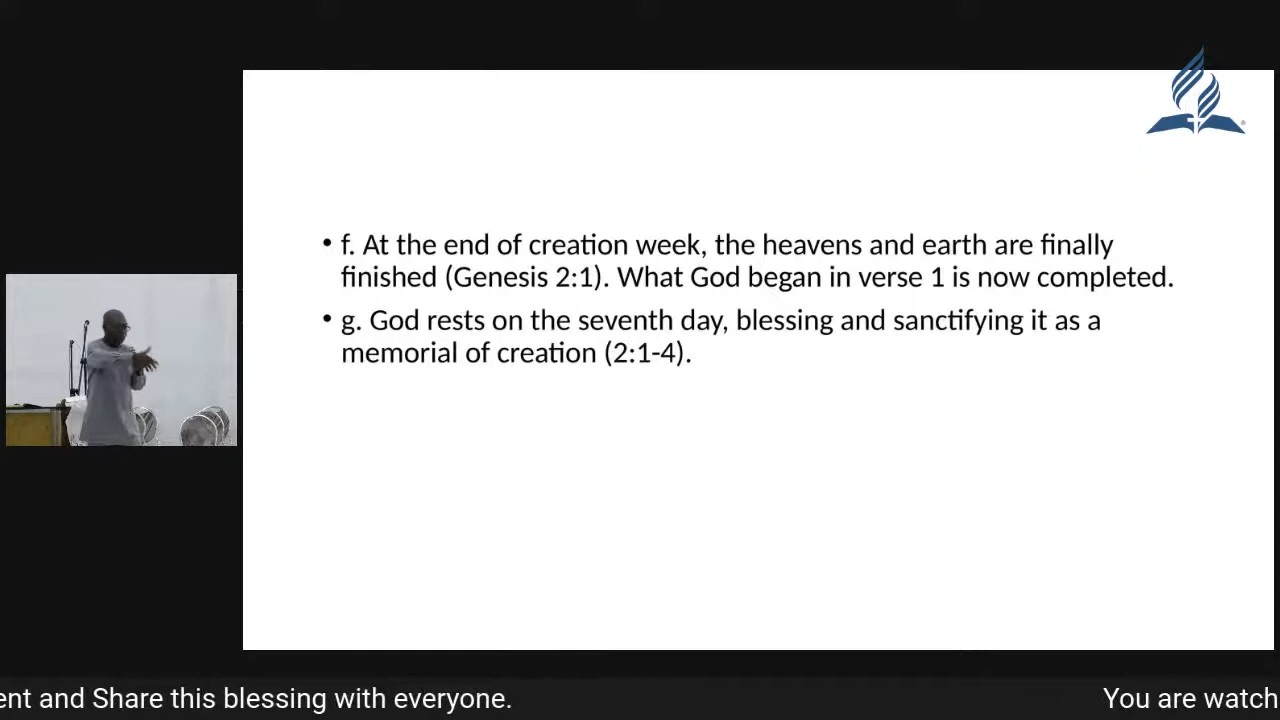 • f. At the end of creation week, the heavens and earth are finally
finished (Genesis 2:1). What God began in verse 1 is now completed.
• g. God rests on the seventh day, blessing and sanctifying it as a
memorial of creation (2:1-4).
ent and Share this blessing with everyone.
You are watch